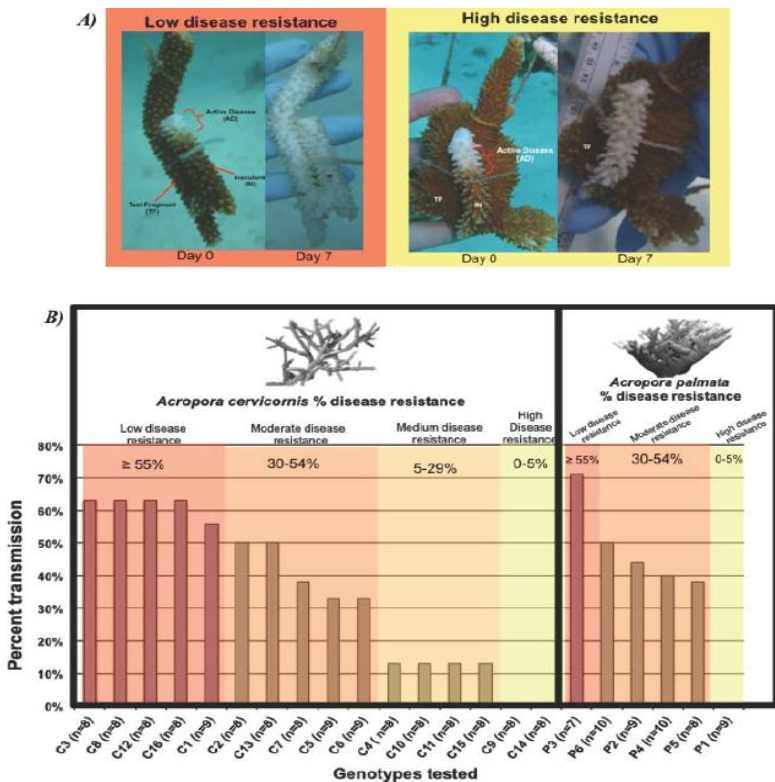 A)
Low disease resistance
High disease resistance
Active Disease
(AD)
Inoculant (IN)
Test Fragment
(TF)
Day 0
Day 7
Active Disease
(AD)
TF
IN
TF
Day 0
Day 7
B)
Acropora cervicornis % disease resistance
Acropora palmata
% disease resistance
Low disease
resistance
Moderate disease
resistance
Medium disease
resistance
High
Disease
resistance
Low disease
resistance
Moderate disease
resistance
High disease
resistance
≥ 55%
30-54%
5-29%
0-5%
≥ 55%
30-54%
0-5%
Percent transmission
80%
70%
60%
50%
40%
30%
20%
10%
0%
C3 (n=8)
C8 (n=8)
C12 (n=8)
C16 (n=8)
C1 (n=9)
C2 (n=8)
C13 (n=8)
C7 (n=8)
C5 (n=9)
C6 (n=9)
C4 ( n=8)
C10 (n=8)
C11 (n=8)
C15 (n=8)
C9 (n=8)
C14 (n=8)
P3 (n=7)
P6 (n=10)
P2 (n=9)
P4 (n=10)
P5 (n=8)
P1 (n=9)
Genotypes tested